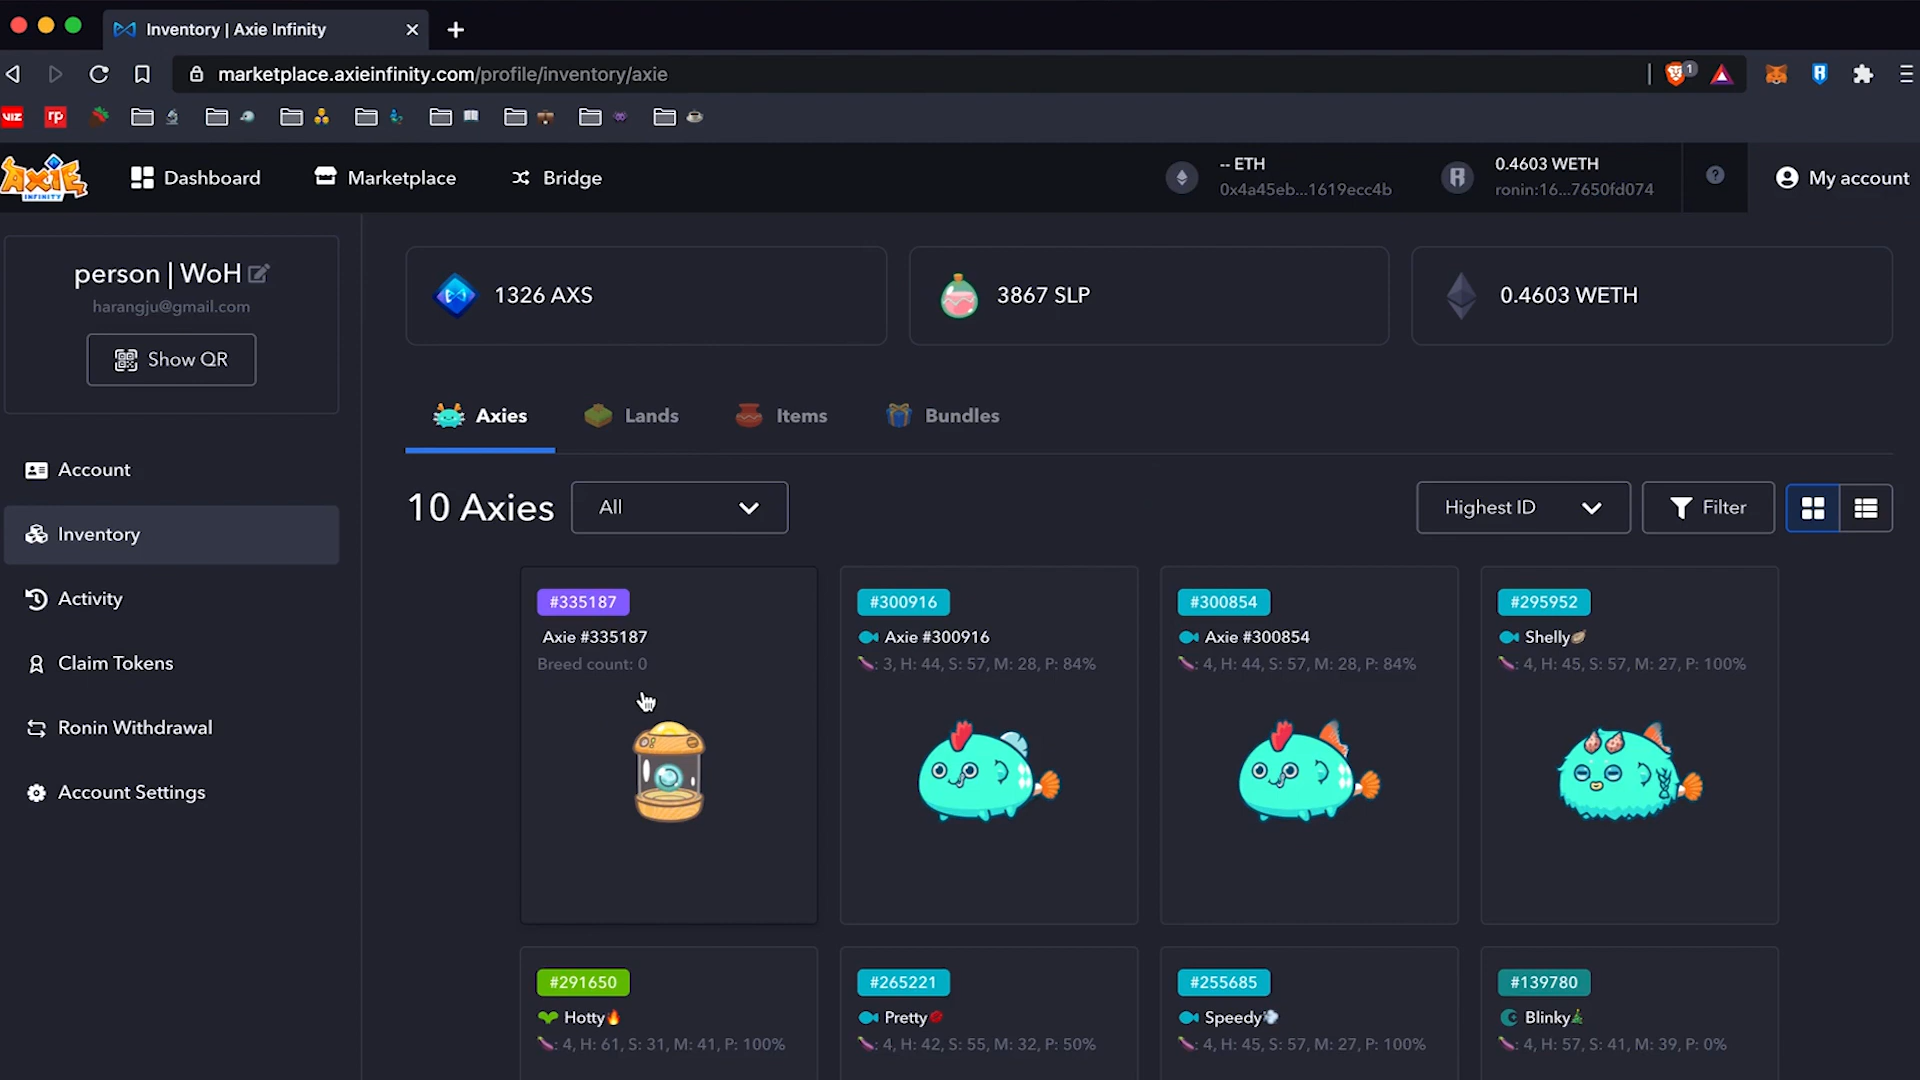 Inventory | Axie Infinity
marketplace.axieinfinity.com/profile/inventory/axie
1
VIZ
rp
AXIE
INFINITY
Dashboard
Marketplace
Bridge
-- ETH
0x4a45eb...1619ecc4b
0.4603 WETH
ronin:16...7650fd074
?
My account
person | WoH
harangju@gmail.com
Show QR
Account
Inventory
Activity
Claim Tokens
Ronin Withdrawal
Account Settings
1326 AXS
3867 SLP
0.4603 WETH
Axies
Lands
Items
Bundles
10 Axies
All
Highest ID
Filter
#335187
Axie #335187
Breed count: 0
#300916
Axie #300916
🍆: 3, H: 44, S: 57, M: 28, P: 84%
#300854
Axie #300854
🍆: 4, H: 44, S: 57, M: 28, P: 84%
#295952
Shelly🦪
🍆: 4, H: 45, S: 57, M: 27, P: 100%
#291650
Hotty🔥
🍆: 4, H: 61, S: 31, M: 41, P: 100%
#265221
Pretty🌹
🍆: 4, H: 42, S: 55, M: 32, P: 50%
#255685
Speedy💨
🍆: 4, H: 45, S: 57, M: 27, P: 100%
#139780
Blinky🎄
🍆: 4, H: 57, S: 41, M: 39, P: 0%